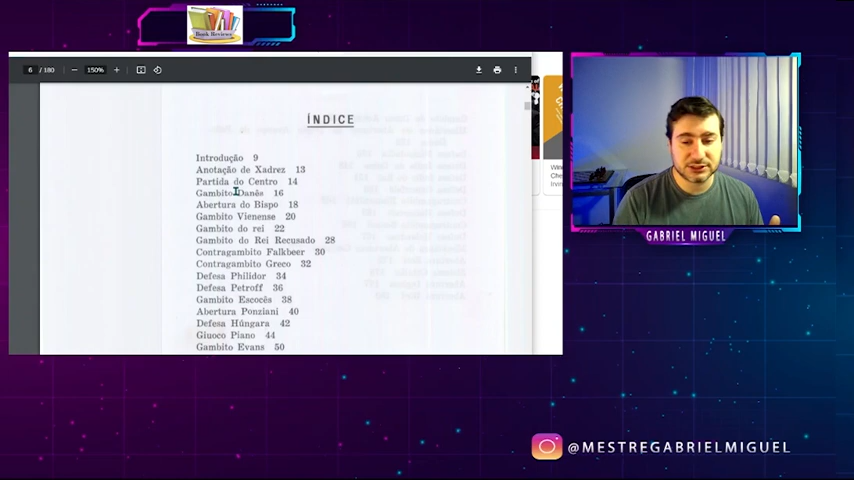 Book Reviews
6 / 180
150%
ÍNDICE
Introdução 9
Anotação de Xadrez 13
Partida do Centro 14
Gambito Danês 16
Abertura do Bispo 18
Gambito Vienense 20
Gambito do rei 22
Gambito do Rei Recusado 28
Contragambito Falkbeer 30
Contragambito Greco 32
Defesa Philidor 34
Defesa Petroff 36
Gambito Escocês 38
Abertura Ponziani 40
Defesa Húngara 42
Giuoco Piano 44
Gambito Evans 50
GABRIEL MIGUEL
@MESTREGABRIELMIGUEL